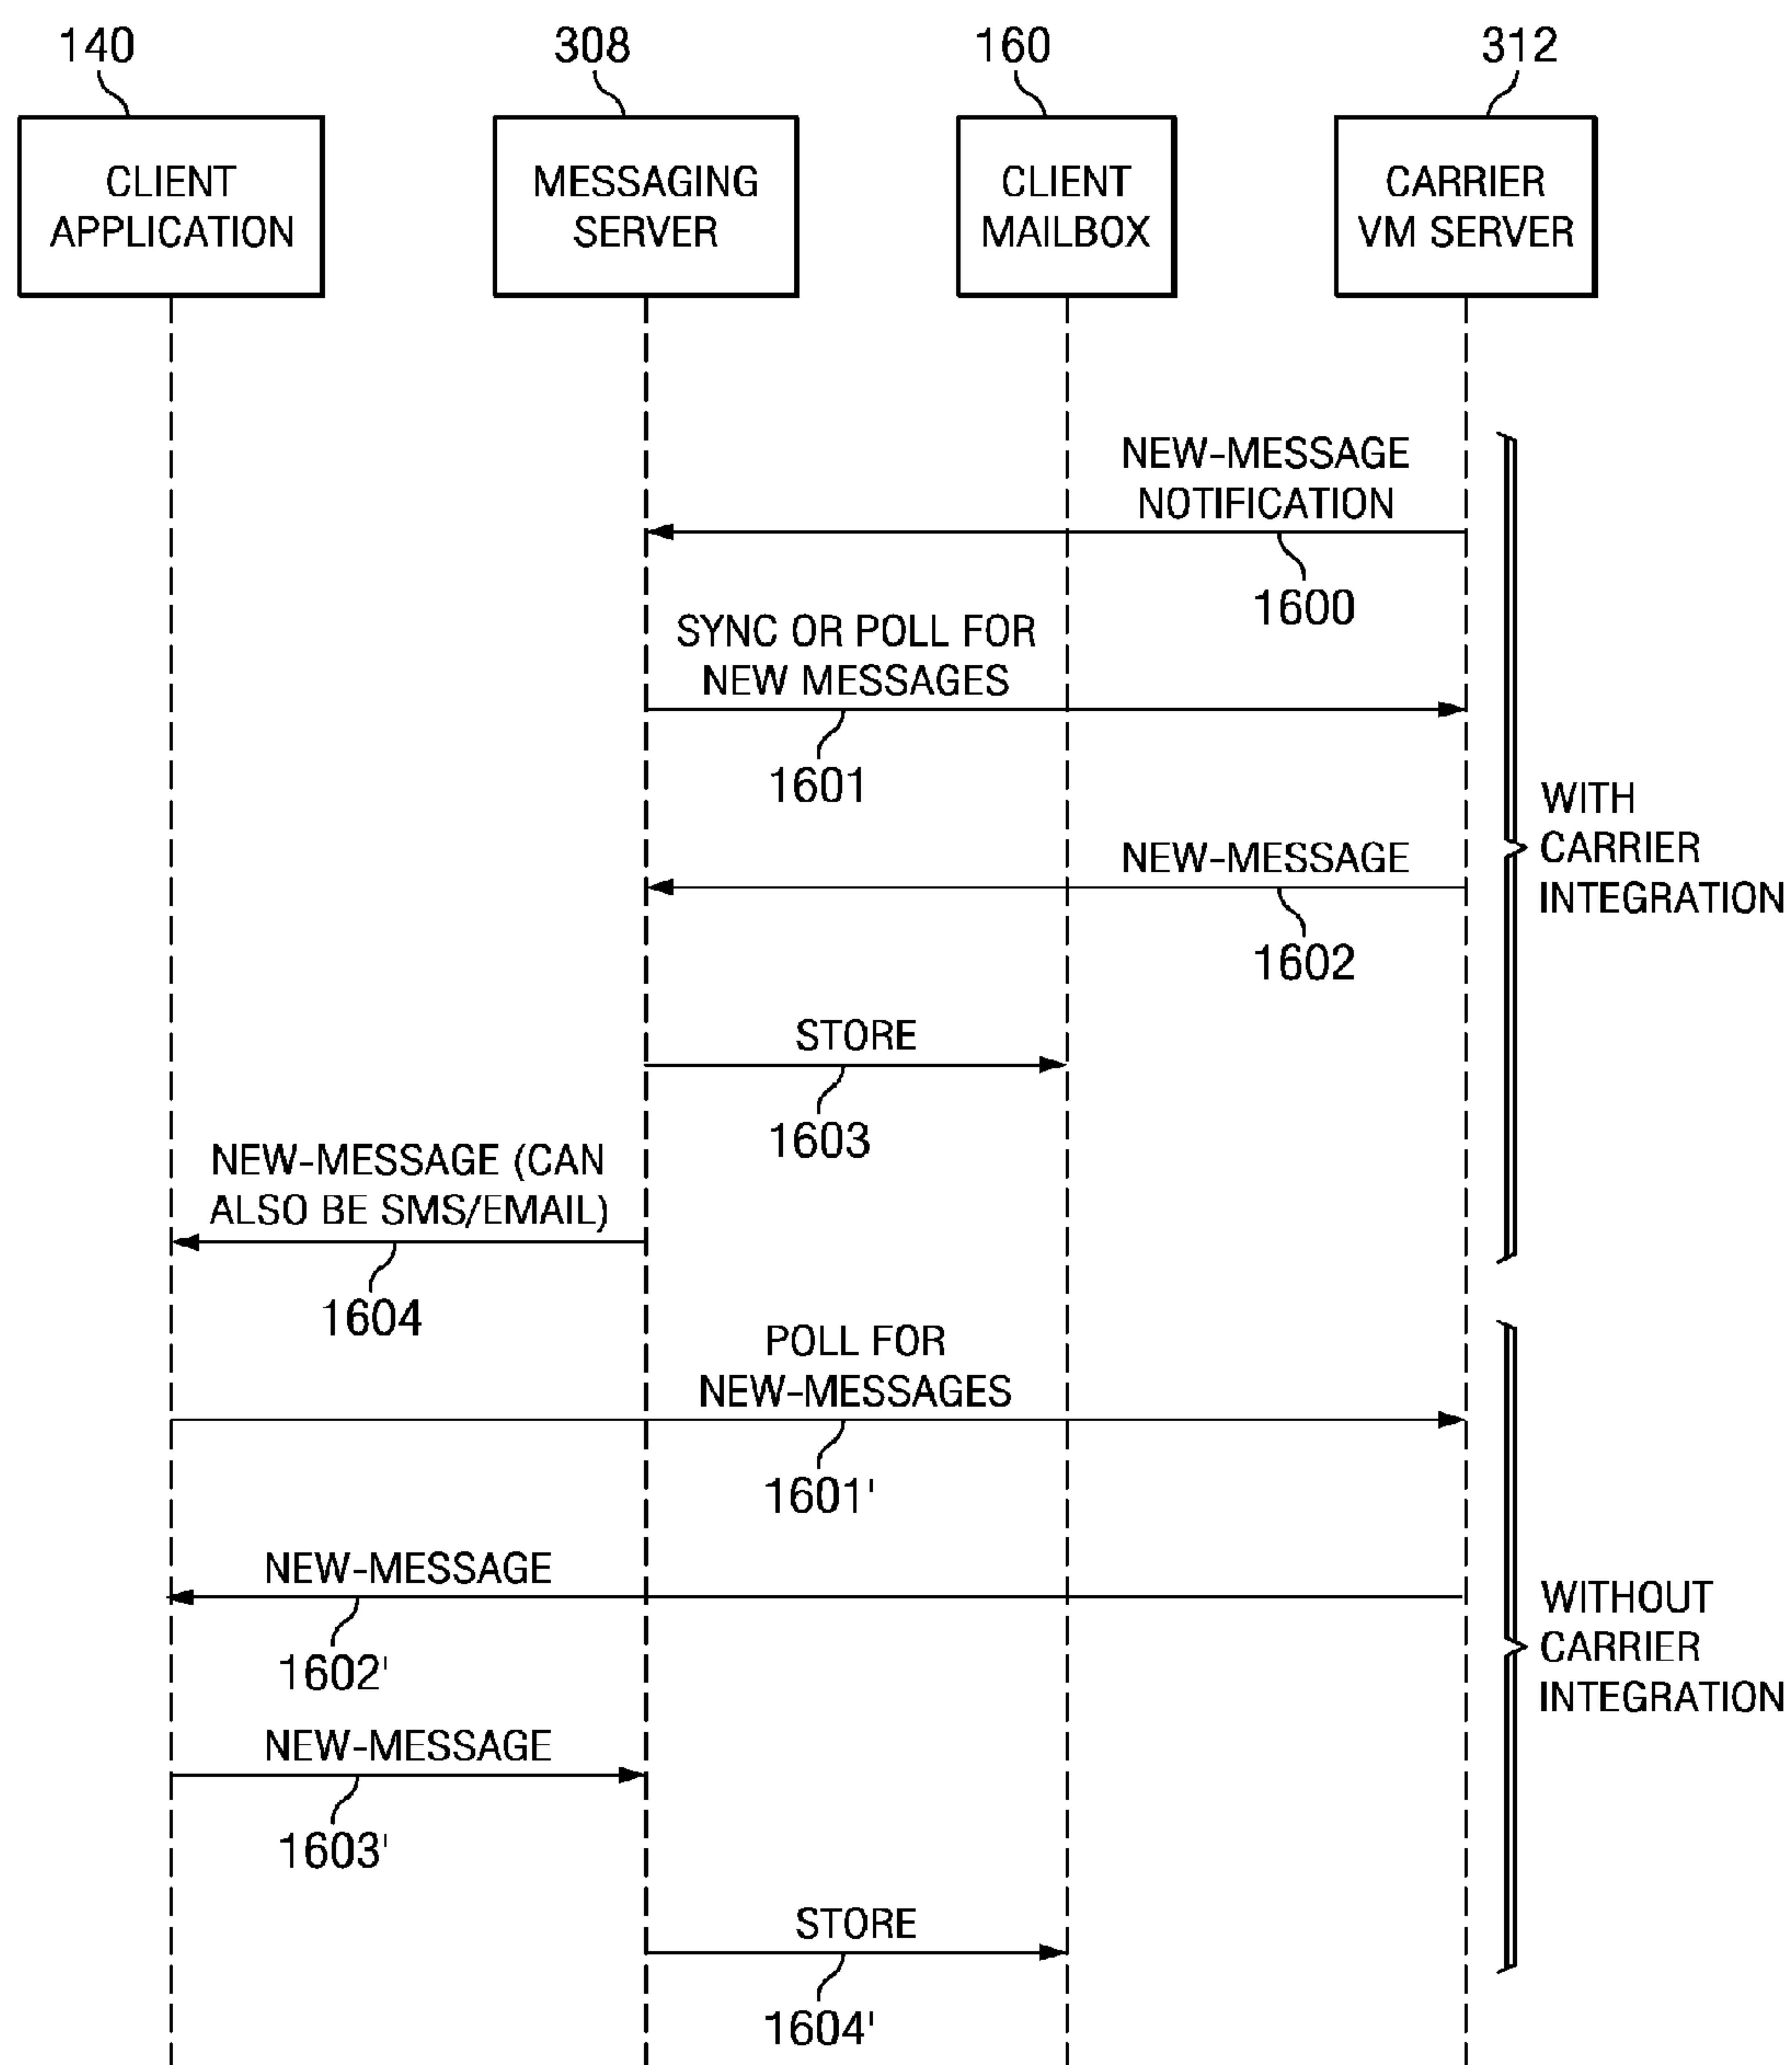 140
308
160
312
CLIENT
APPLICATION
MESSAGING
SERVER
CLIENT
MAILBOX
CARRIER
VM SERVER
NEW-MESSAGE
NOTIFICATION
1600
SYNC OR POLL FOR
NEW MESSAGES
1601
WITH
CARRIER
INTEGRATION
NEW-MESSAGE
1602
STORE
1603
NEW-MESSAGE (CAN
ALSO BE SMS/EMAIL)
1604
POLL FOR
NEW-MESSAGES
1601'
NEW-MESSAGE
1602'
WITHOUT
CARRIER
INTEGRATION
NEW-MESSAGE
1603'
STORE
1604'